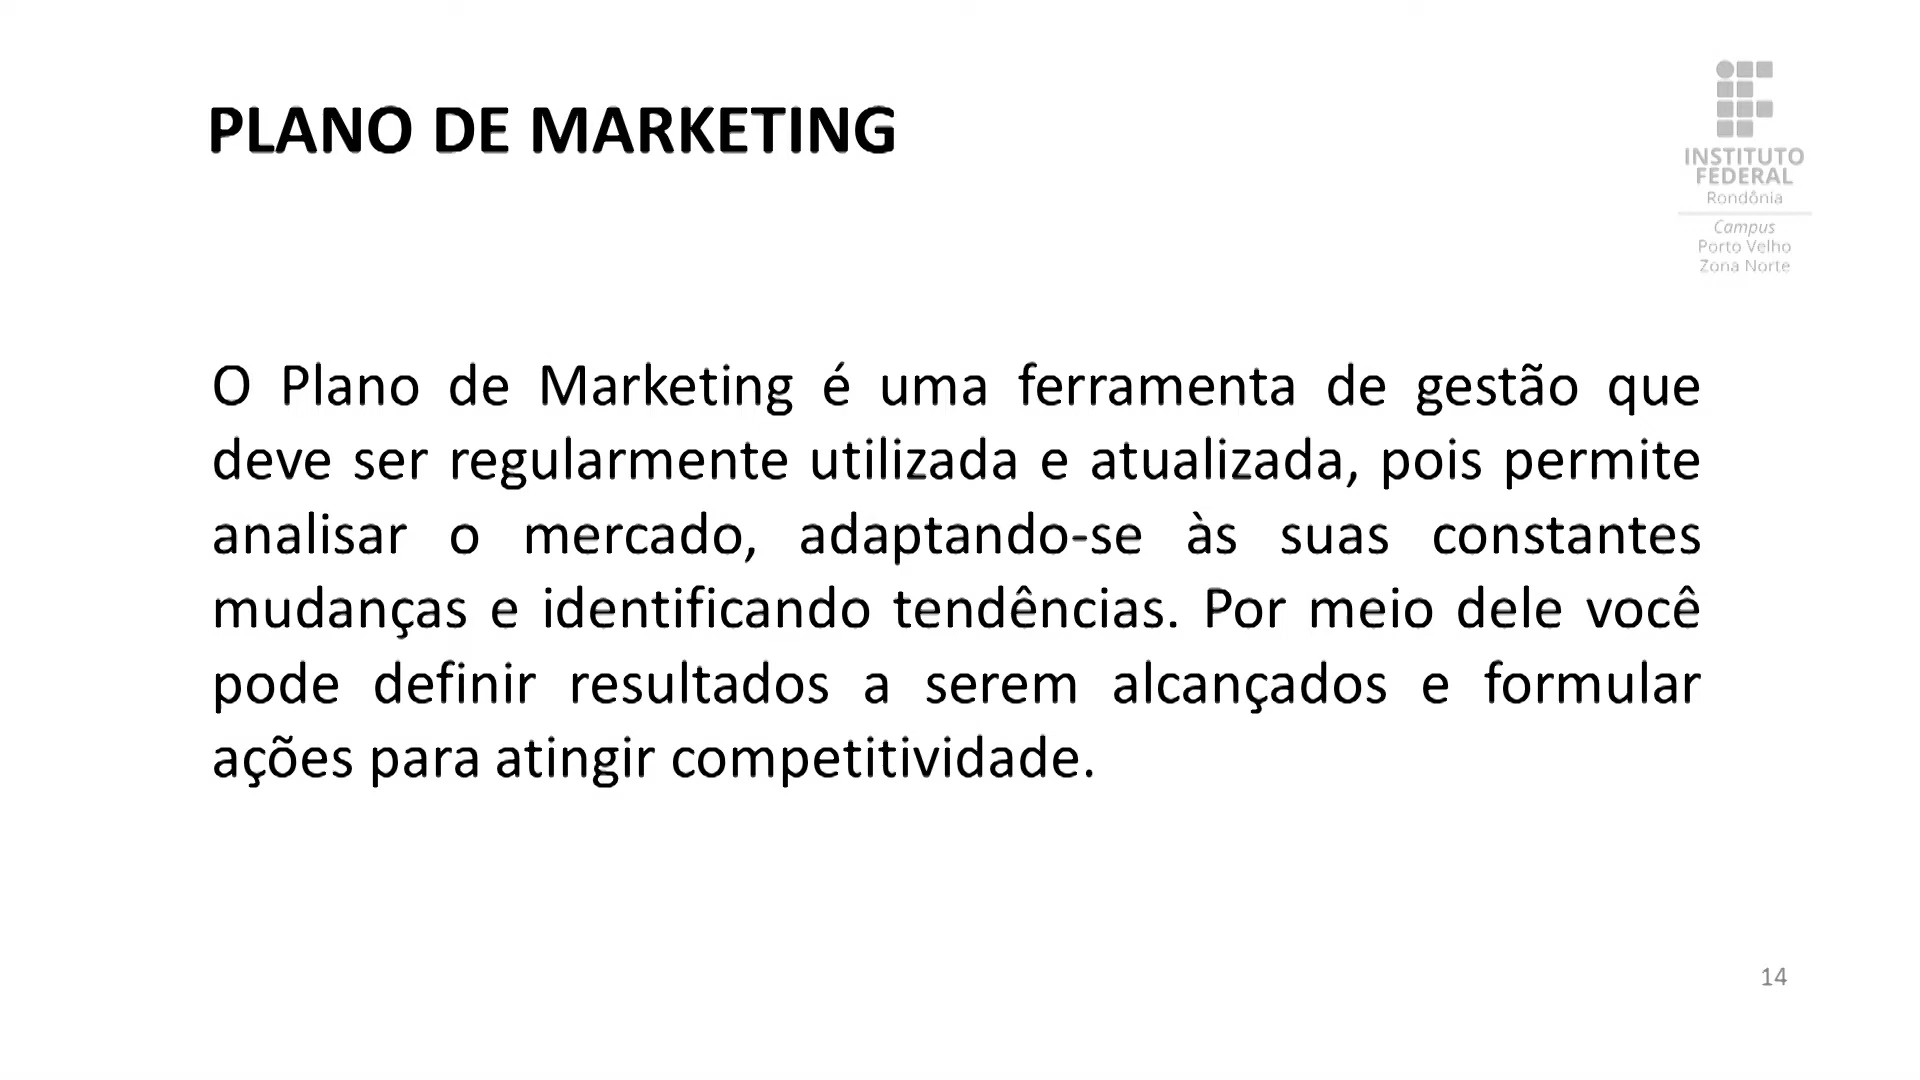 PLANO DE MARKETING
INSTITUTO
FEDERAL
Rondônia
Campus
Porto Velho
Zona Norte
O Plano de Marketing é uma ferramenta de gestão que
deve ser regularmente utilizada e atualizada, pois permite
analisar o mercado, adaptando-se às suas constantes
mudanças e identificando tendências. Por meio dele você
pode definir resultados a serem alcançados e formular
ações para atingir competitividade.
14